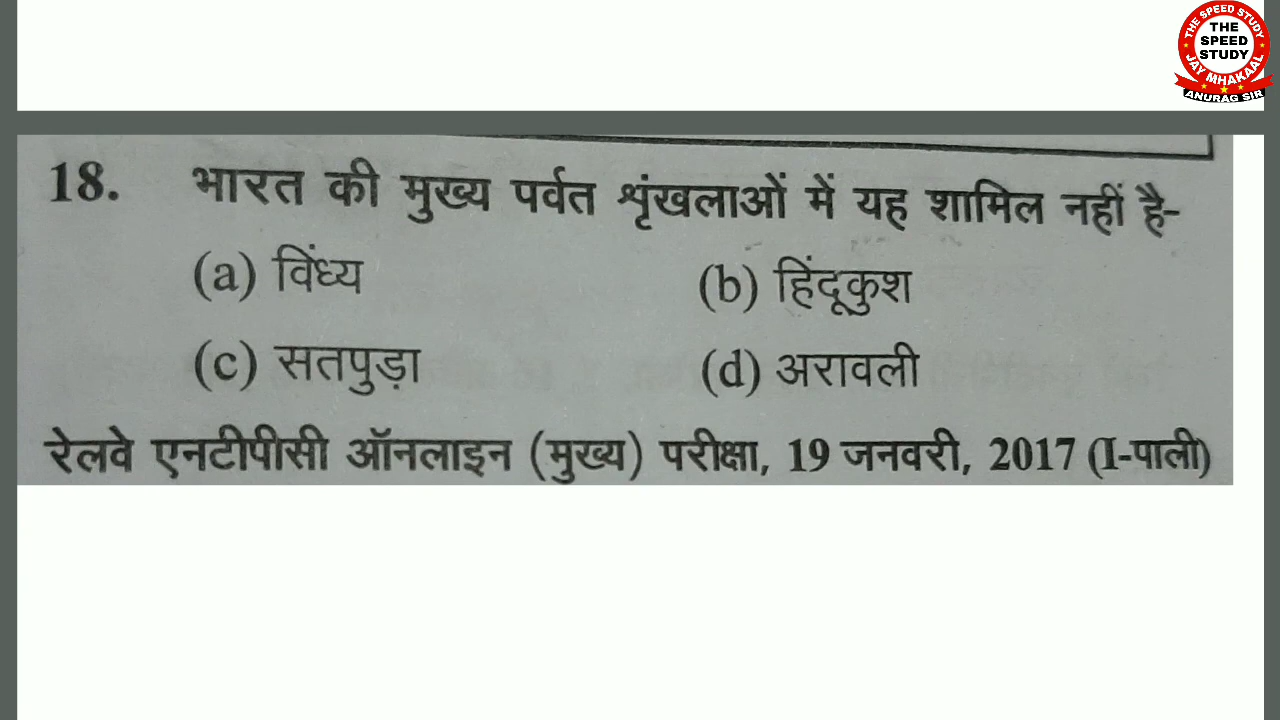 THE SPEED STUDY
THE
SPEED
STUDY
JAY MHAKAAL
ANURAG SIR
18. भारत की मुख्य पर्वत शृंखलाओं में यह शामिल नहीं है-
(a) विंध्य (b) हिंदूकुश
(c) सतपुड़ा (d) अरावली
रेलवे एनटीपीसी ऑनलाइन (मुख्य) परीक्षा, 19 जनवरी, 2017 (I-पाली)